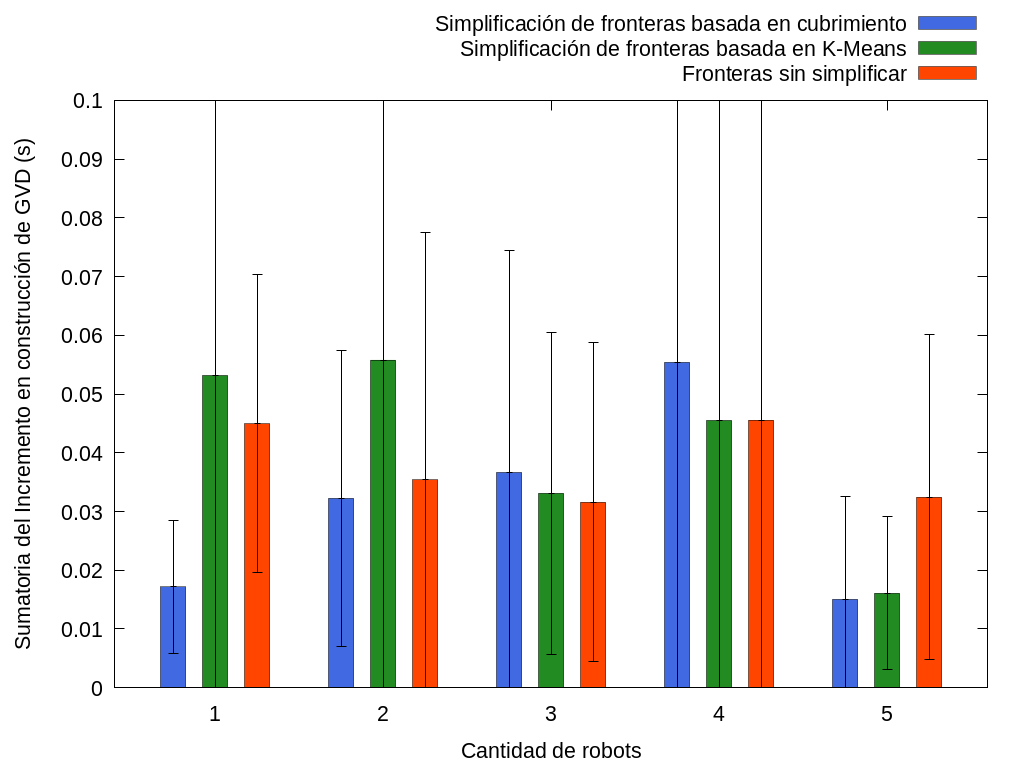 Simplificación de fronteras basada en cubrimiento
Simplificación de fronteras basada en K-Means
Fronteras sin simplificar
0.1
0.09
0.08
0.07
0.06
0.05
0.04
0.03
0.02
0.01
0
Sumatoria del Incremento en construcción de GVD (s)
1 2 3 4 5
Cantidad de robots